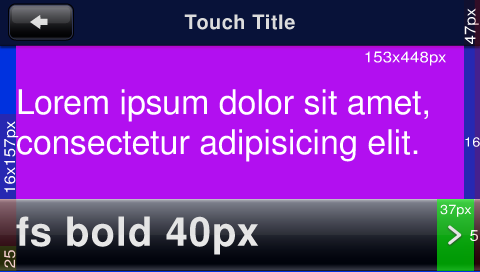 Touch Title
47px
153x448px
Lorem ipsum dolor sit amet,
consectetur adipisicing elit.
16x157px
16
37px
fs bold 40px
5
25